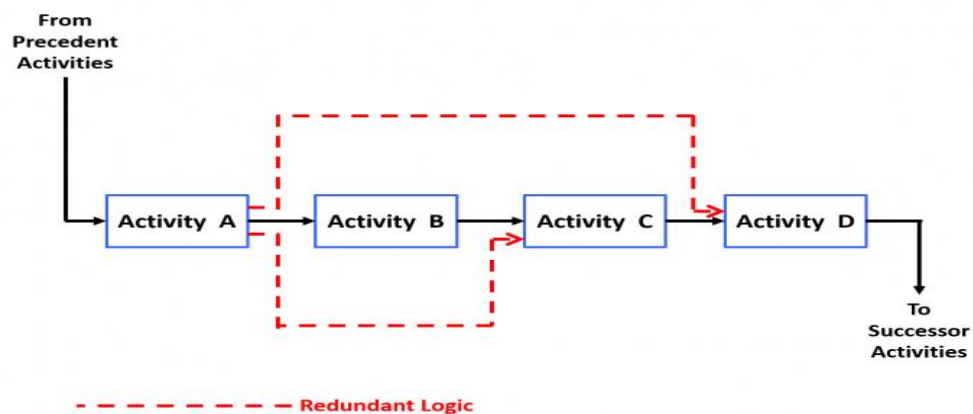 From
Precedent
Activities
Activity A
Activity B
Activity C
Activity D
To
Successor
Activities
Redundant Logic